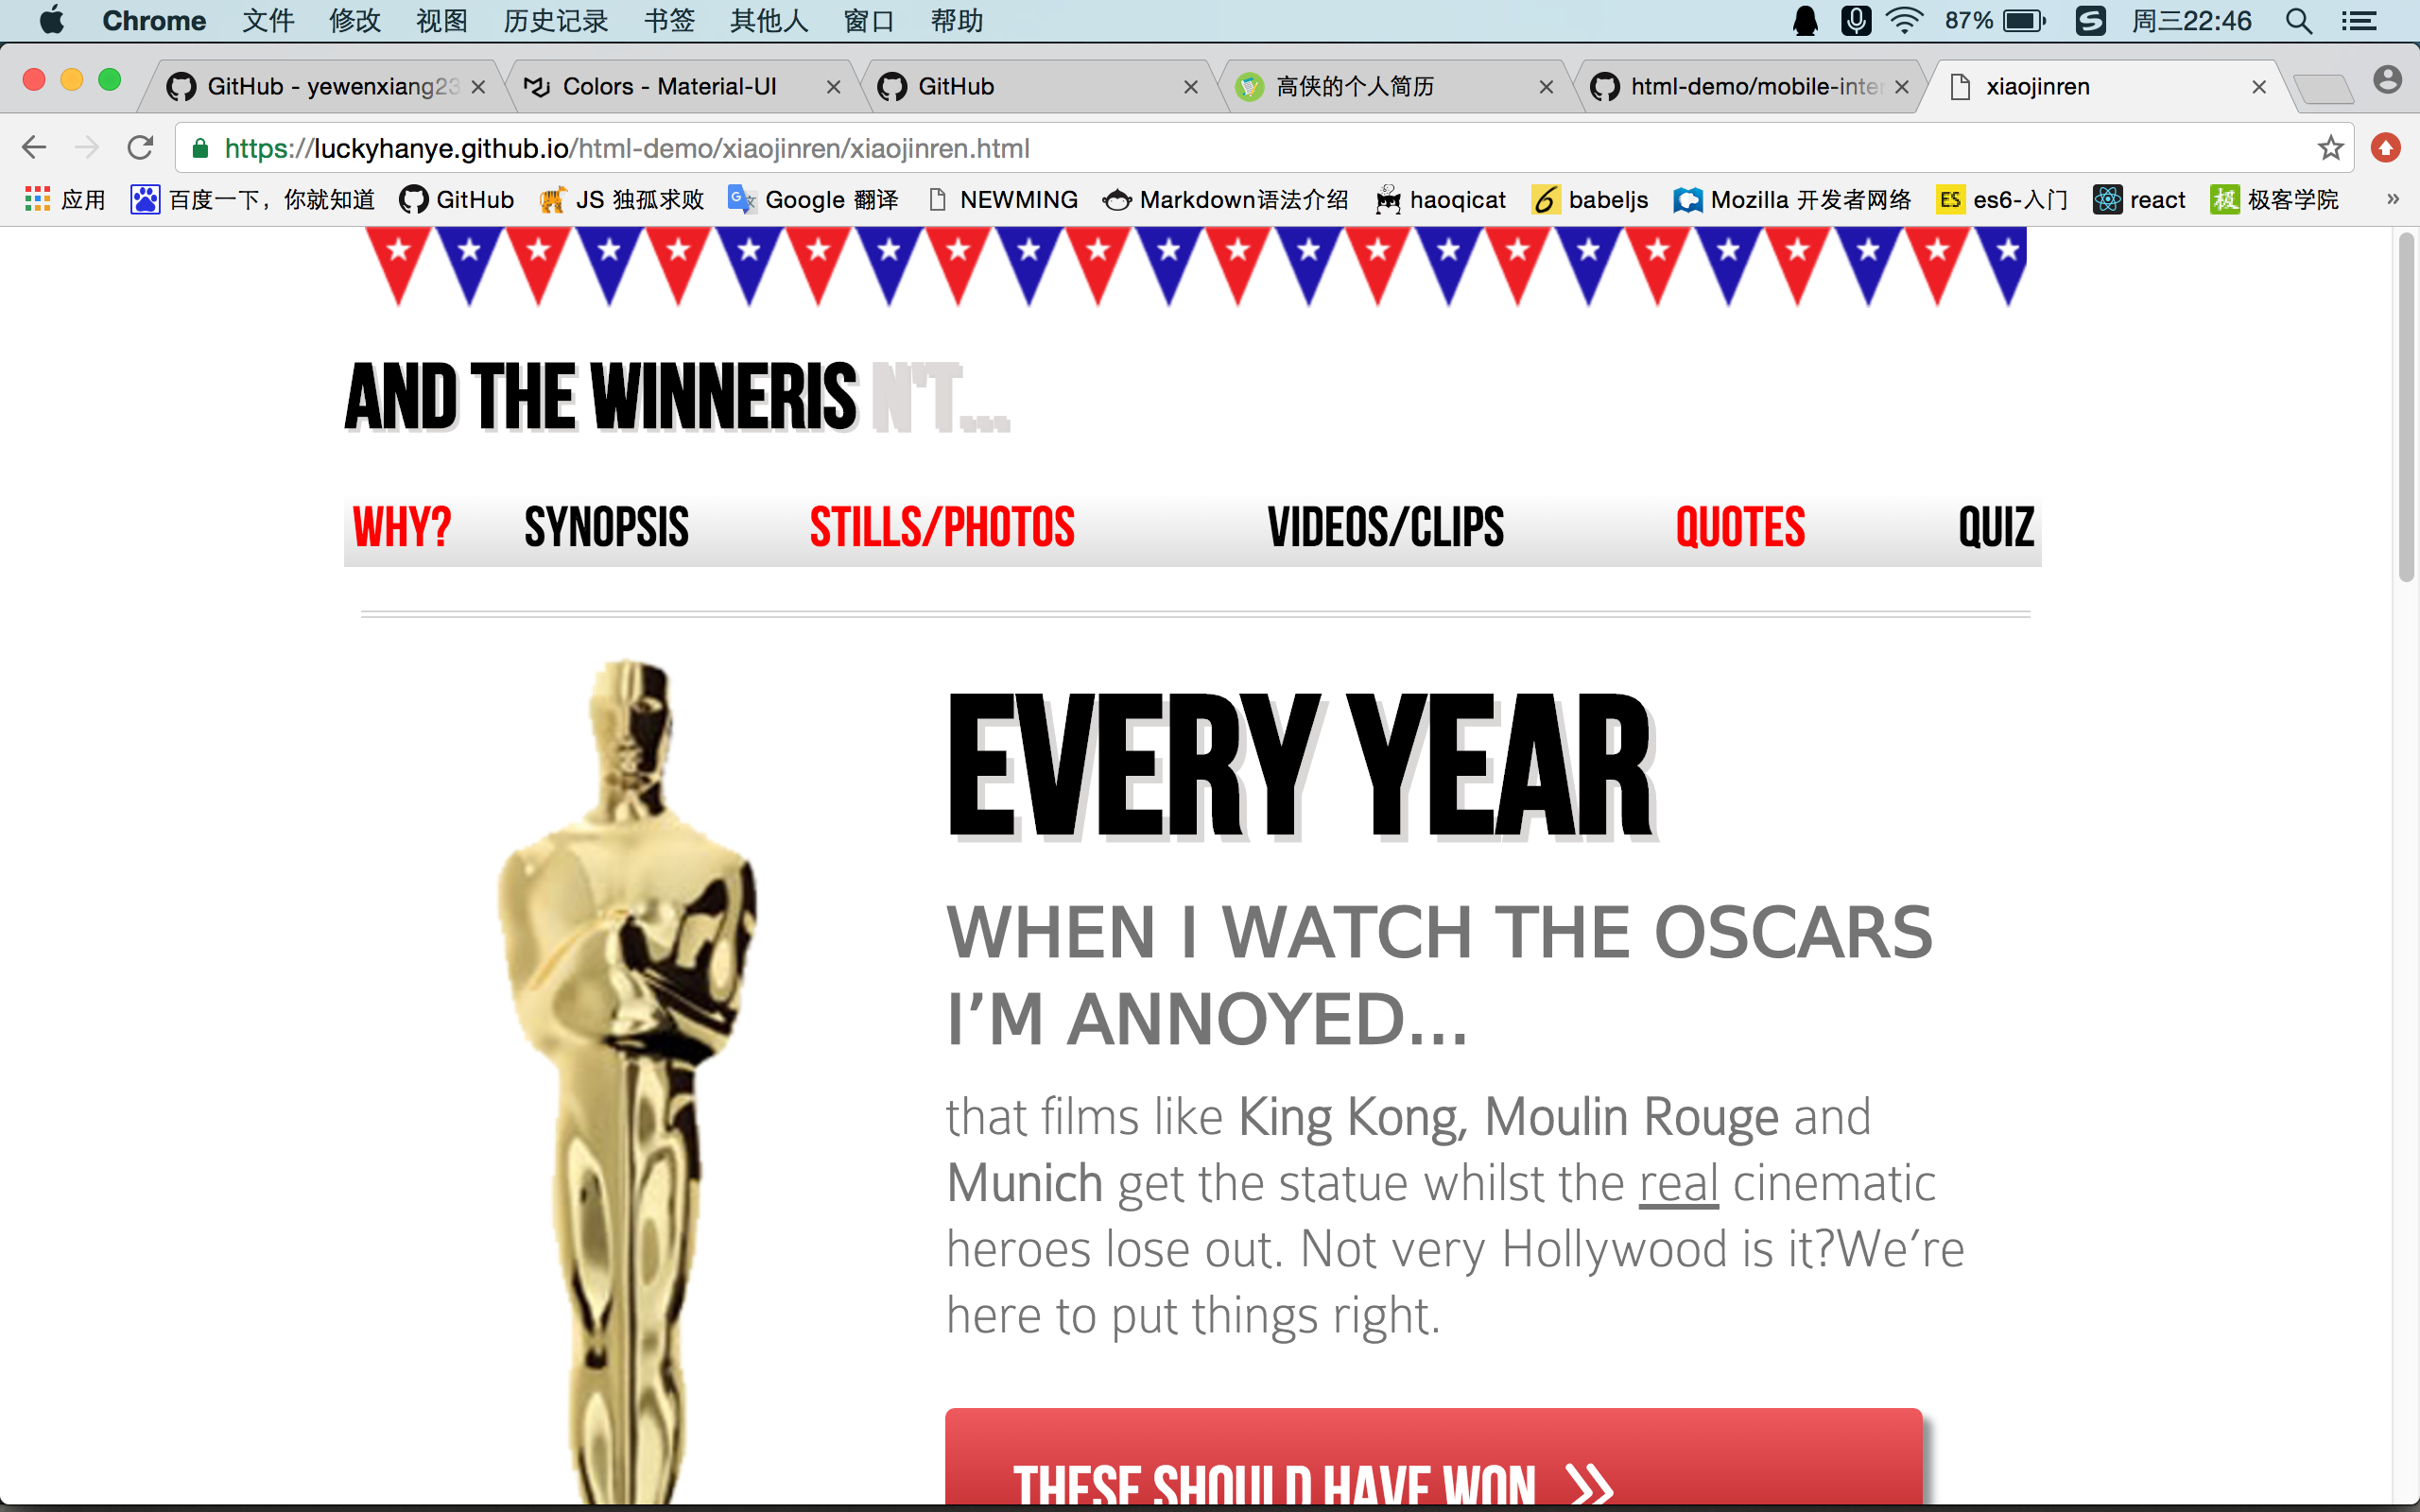 Chrome 文件 修改 视图 历史记录 书签 其他人 窗口 帮助 87% 周三22:46
GitHub - yewenxiang23 Colors - Material-UI GitHub 高侠的个人简历 html-demo/mobile-inter xiaojinren
https://luckyhanye.github.io/html-demo/xiaojinren/xiaojinren.html
应用 百度一下，你就知道 GitHub JS 独孤求败 Google 翻译 NEWMING Markdown语法介绍 haoqicat 6 babeljs Mozilla 开发者网络 ES es6-入门 react 极 极客学院 »
AND THE WINNERIS N'T...
WHY? SYNOPSIS STILLS/PHOTOS VIDEOS/CLIPS QUOTES QUIZ
EVERY YEAR
WHEN I WATCH THE OSCARS
I’M ANNOYED...
that films like King Kong, Moulin Rouge and
Munich get the statue whilst the real cinematic
heroes lose out. Not very Hollywood is it?We’re
here to put things right.
THESE SHOULD HAVE WON »